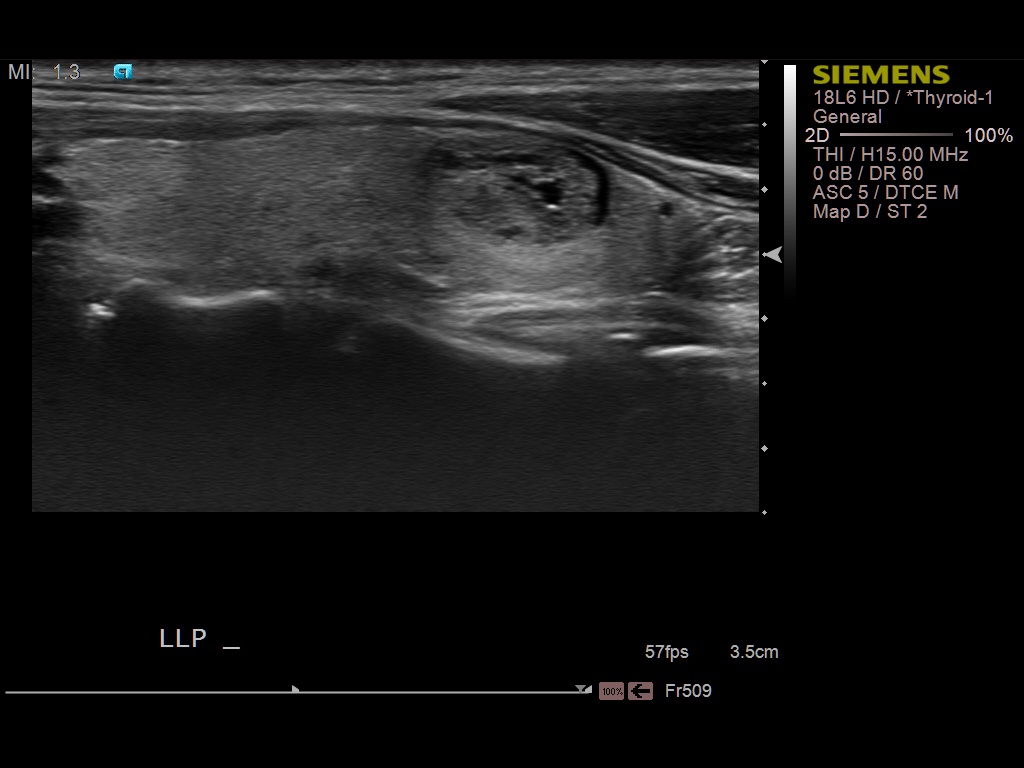 MI: 1.3
SIEMENS
18L6 HD / *Thyroid-1
General
2D 100%
THI / H15.00 MHz
0 dB / DR 60
ASC 5 / DTCE M
Map D / ST 2
LLP _
57fps 3.5cm
100% Fr509